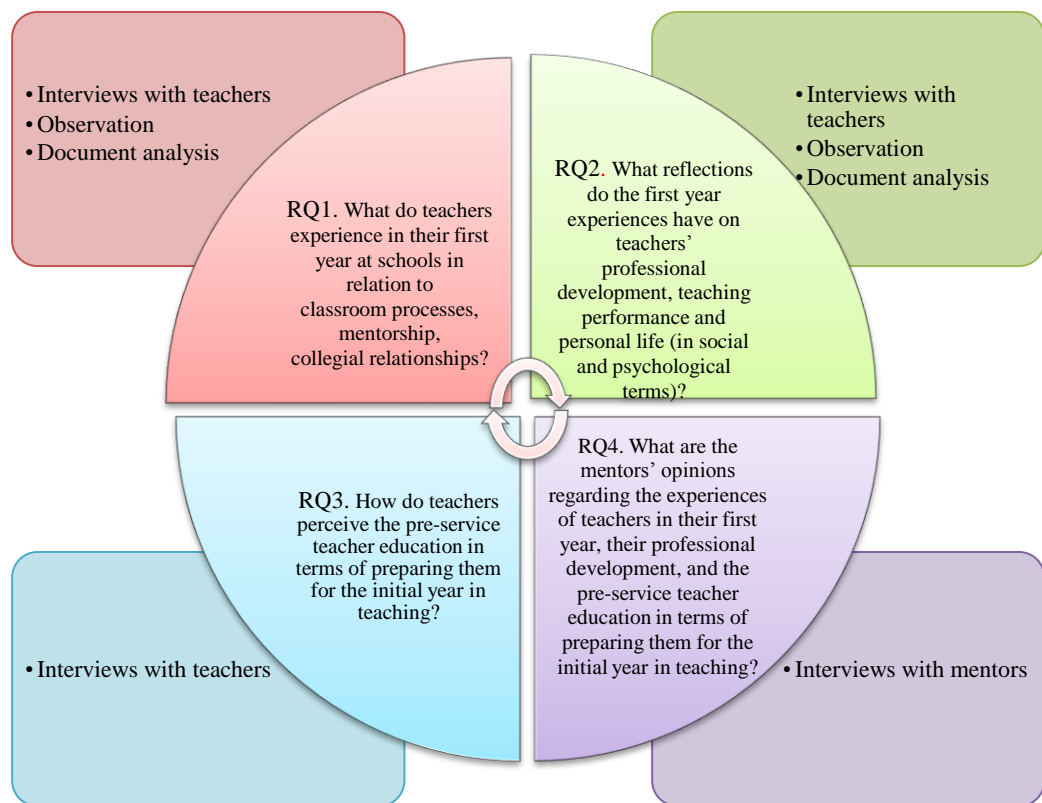 • Interviews with teachers
• Observation
• Document analysis
RQ1. What do teachers
experience in their first
year at schools in
relation to
classroom processes,
mentorship,
collegial relationships?
• Interviews with
teachers
• Observation
• Document analysis
RQ2. What reflections
do the first year
experiences have on
teachers’
professional
development, teaching
performance and
personal life (in social
and psychological
terms)?
RQ3. How do teachers
perceive the pre-service
teacher education in
terms of preparing them
for the initial year in
teaching?
• Interviews with teachers
RQ4. What are the
mentors’ opinions
regarding the experiences
of teachers in their first
year, their professional
development, and the
pre-service teacher
education in terms of
preparing them for the
initial year in teaching?
• Interviews with mentors